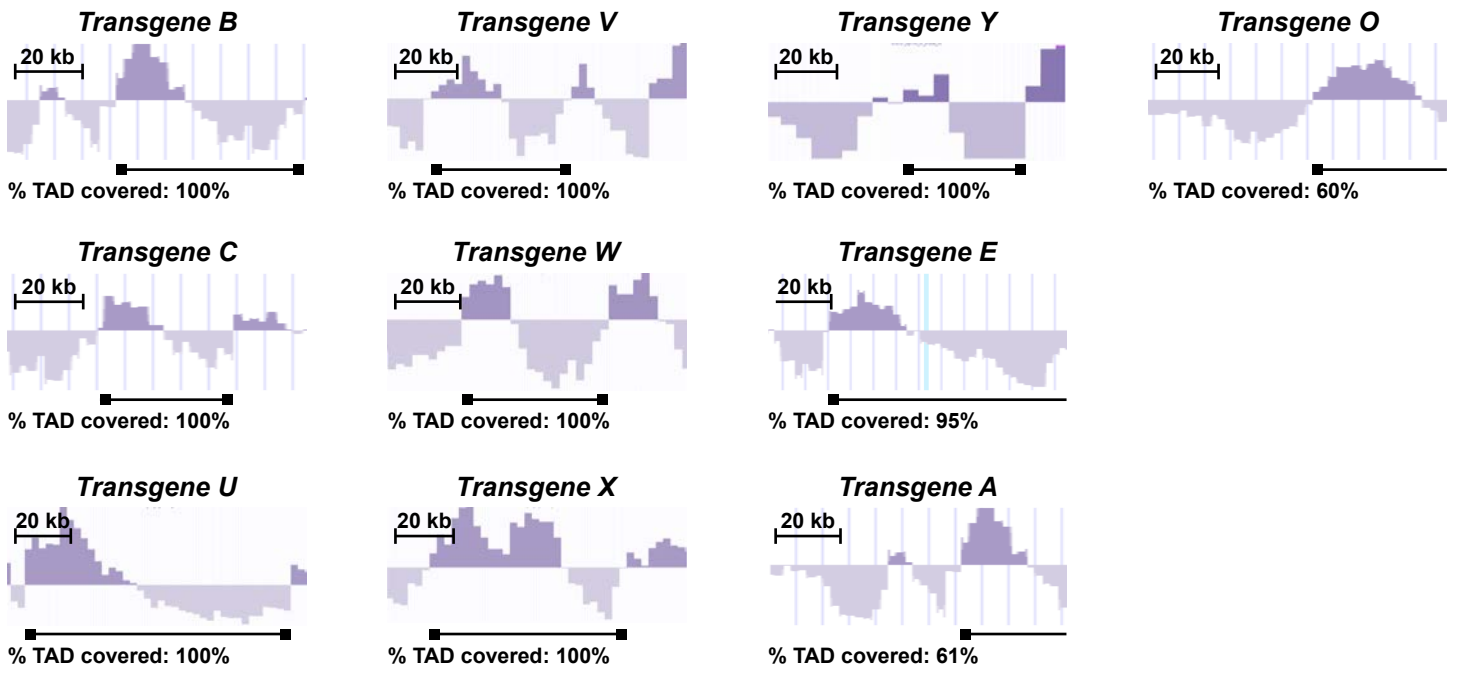 Transgene B
20 kb
% TAD covered: 100%
Transgene V
20 kb
% TAD covered: 100%
Transgene Y
20 kb
% TAD covered: 100%
Transgene O
20 kb
% TAD covered: 60%
Transgene C
20 kb
% TAD covered: 100%
Transgene W
20 kb
% TAD covered: 100%
Transgene E
20 kb
% TAD covered: 95%
Transgene U
20 kb
% TAD covered: 100%
Transgene X
20 kb
% TAD covered: 100%
Transgene A
20 kb
% TAD covered: 61%